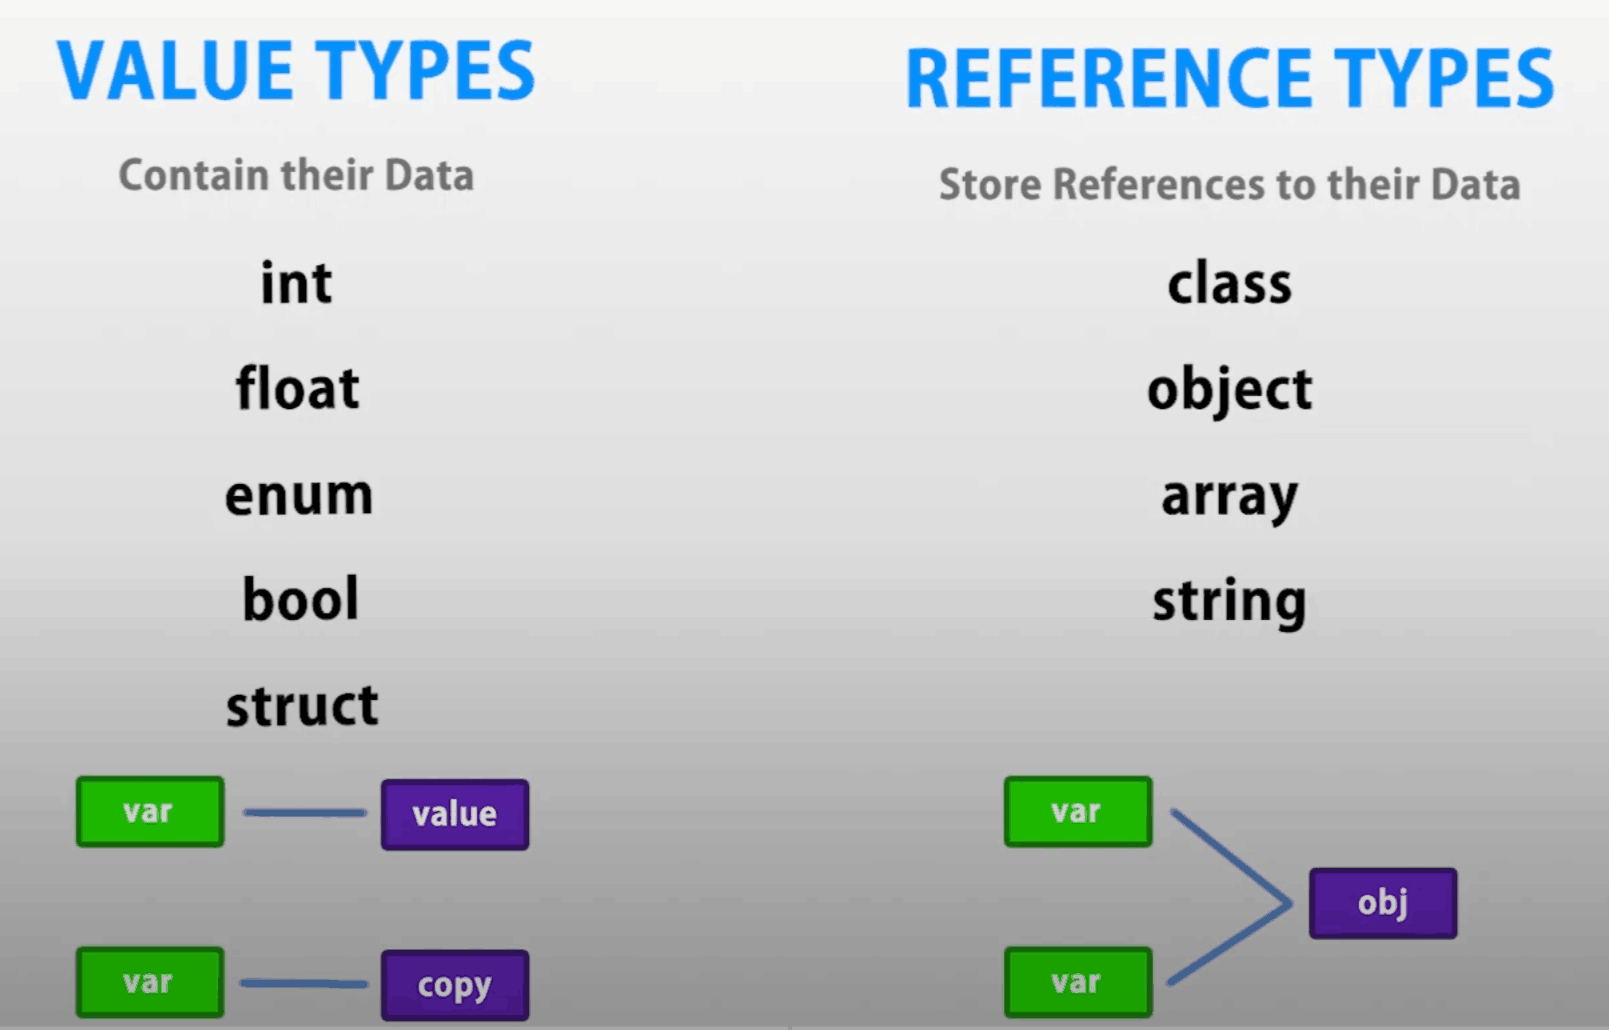 VALUE TYPES
Contain their Data
int
float
enum
bool
struct
var
value
var
copy
REFERENCE TYPES
Store References to their Data
class
object
array
string
var
obj
var